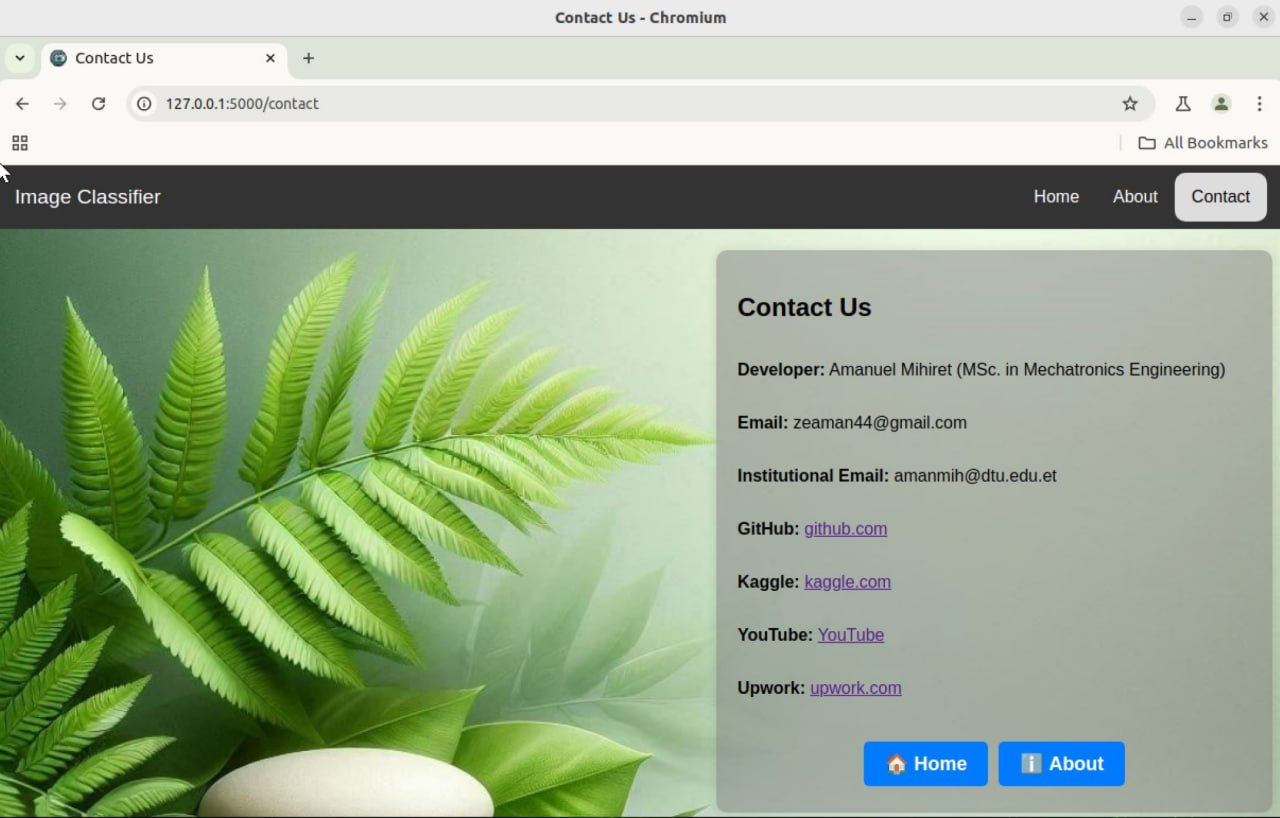 Contact Us - Chromium
Contact Us
127.0.0.1:5000/contact
All Bookmarks
Image Classifier
Home
About
Contact
Contact Us
Developer: Amanuel Mihiret (MSc. in Mechatronics Engineering)
Email: zeaman44@gmail.com
Institutional Email: amanmih@dtu.edu.et
GitHub: github.com
Kaggle: kaggle.com
YouTube: YouTube
Upwork: upwork.com
🏠 Home
ℹ️ About